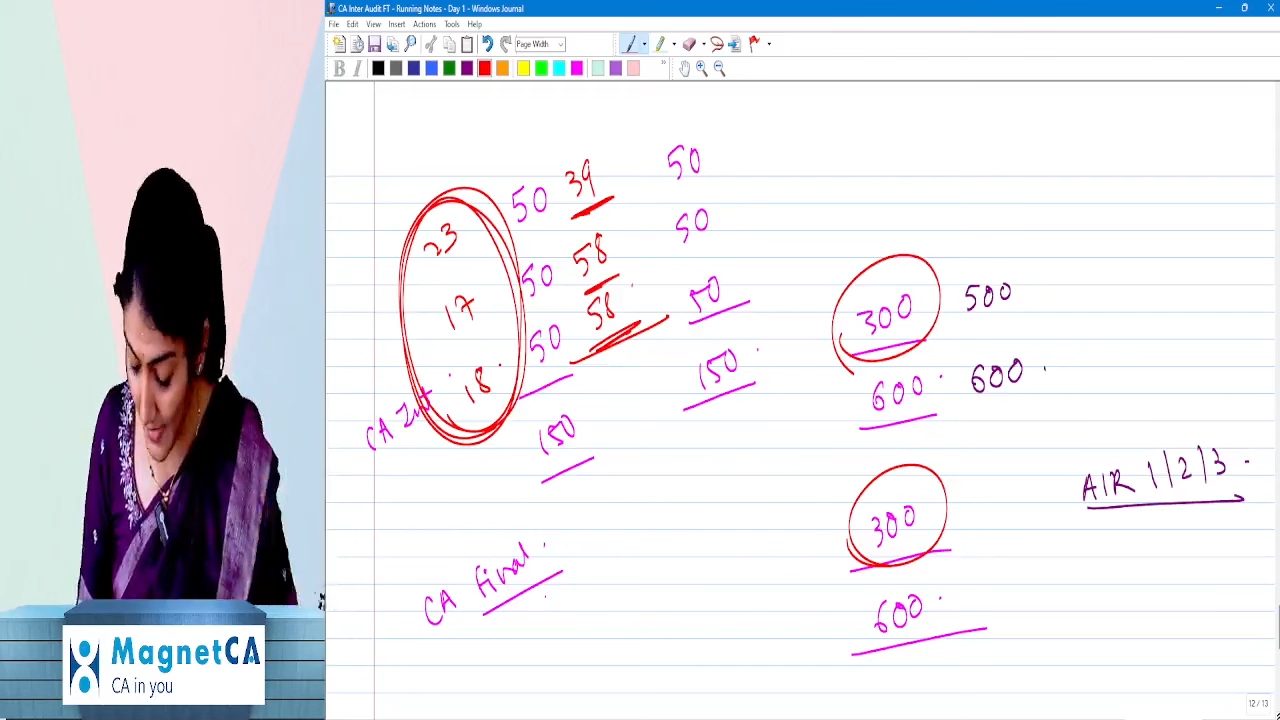 CA Inter Audit FT - Running Notes - Day 1 - Windows Journal
File Edit View Insert Actions Tools Help
Page Width
B I
50 39 50
23 50
50 58
17 58 50
300 500
50 150
18
600 600
CA Int
150
AIR 1/2/3
300
CA Final
600
MagnetCA
CA in you
12 / 13